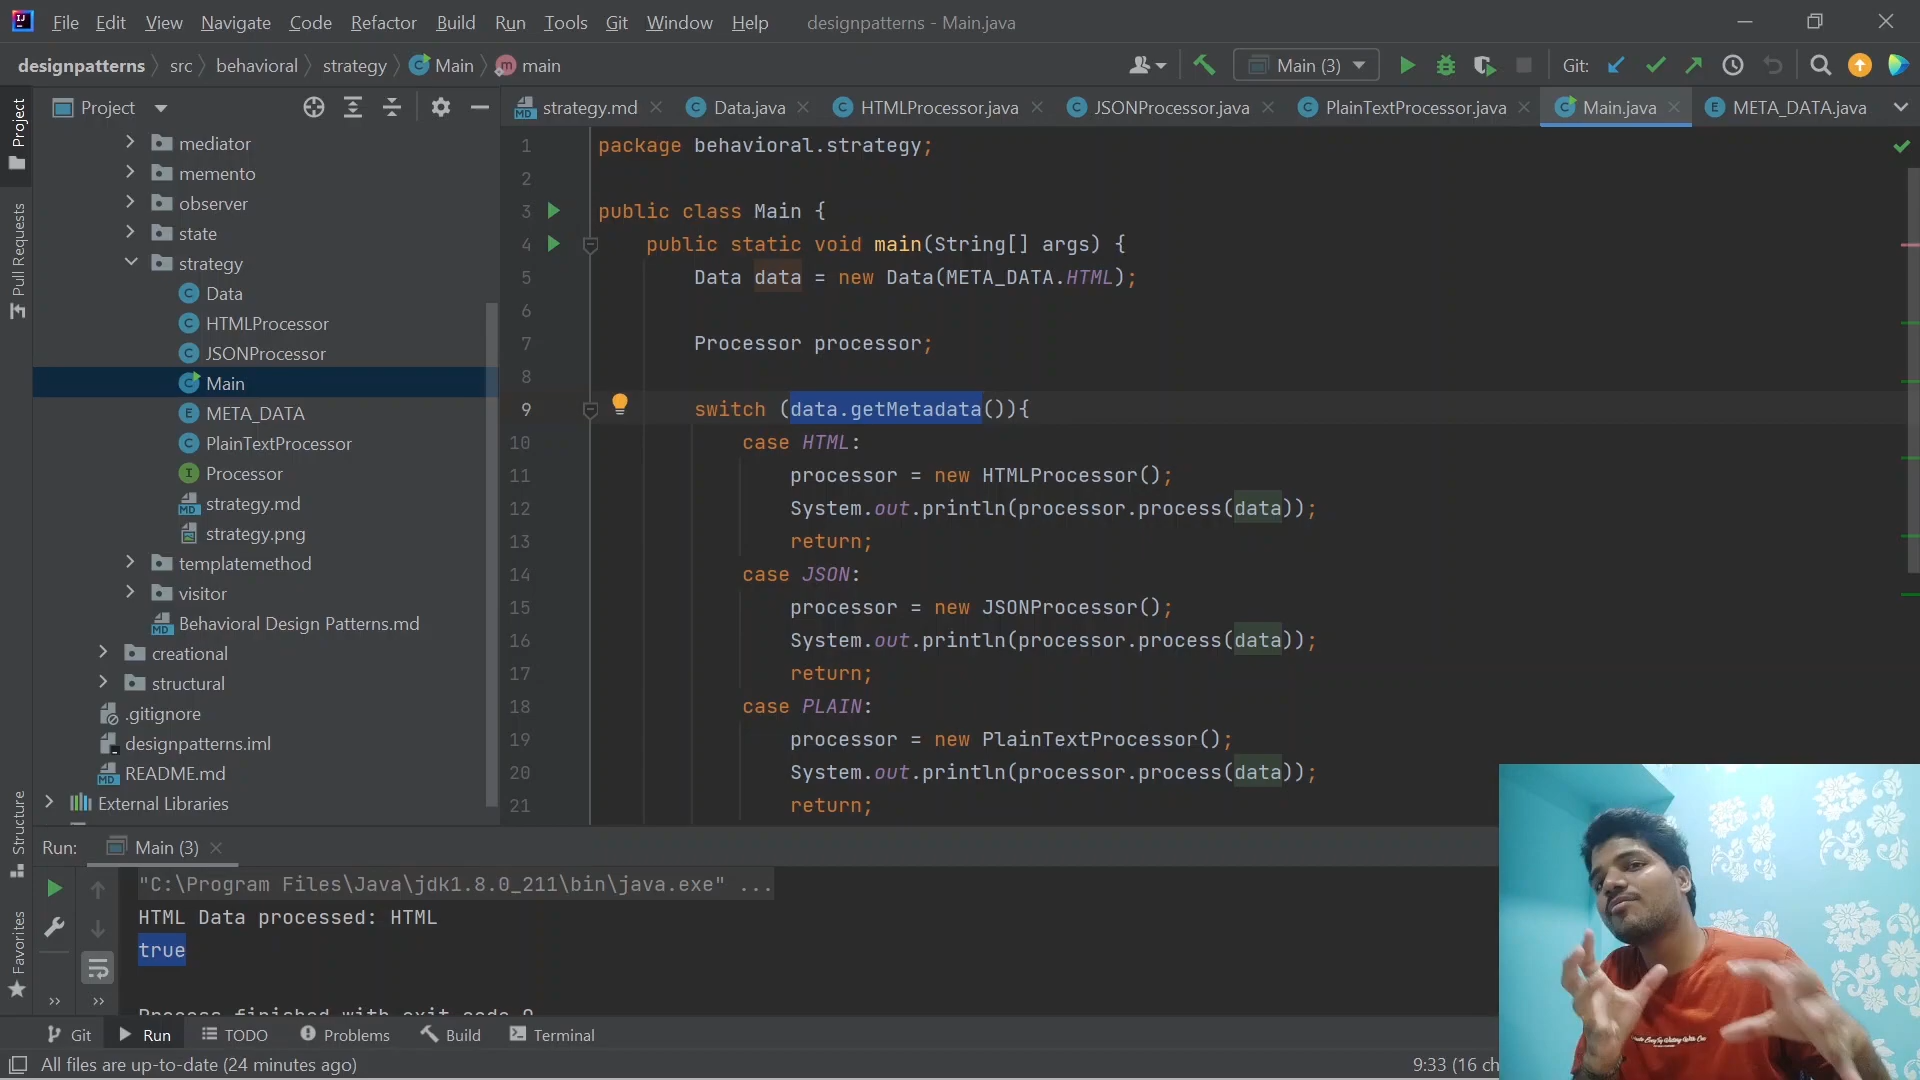 File Edit View Navigate Code Refactor Build Run Tools Git Window Help designpatterns - Main.java
designpatterns src behavioral strategy Main main
Main (3) Git:
Project
strategy.md Data.java HTMLProcessor.java JSONProcessor.java PlainTextProcessor.java Main.java META_DATA.java
Project
Pull Requests
Structure
Favorites
mediator
memento
observer
state
strategy
Data
HTMLProcessor
JSONProcessor
Main
META_DATA
PlainTextProcessor
Processor
strategy.md
strategy.png
templatemethod
visitor
Behavioral Design Patterns.md
creational
structural
.gitignore
designpatterns.iml
README.md
External Libraries
1 package behavioral.strategy;
2
3 public class Main {
4 public static void main(String[] args) {
5 Data data = new Data(META_DATA.HTML);
6
7 Processor processor;
8
9 switch (data.getMetadata()){
10 case HTML:
11 processor = new HTMLProcessor();
12 System.out.println(processor.process(data));
13 return;
14 case JSON:
15 processor = new JSONProcessor();
16 System.out.println(processor.process(data));
17 return;
18 case PLAIN:
19 processor = new PlainTextProcessor();
20 System.out.println(processor.process(data));
21 return;
Run: Main (3)
"C:\Program Files\Java\jdk1.8.0_211\bin\java.exe" ...
HTML Data processed: HTML
true
Process finished with exit code 0
Git Run TODO Problems Build Terminal
All files are up-to-date (24 minutes ago)
9:33 (16 ch